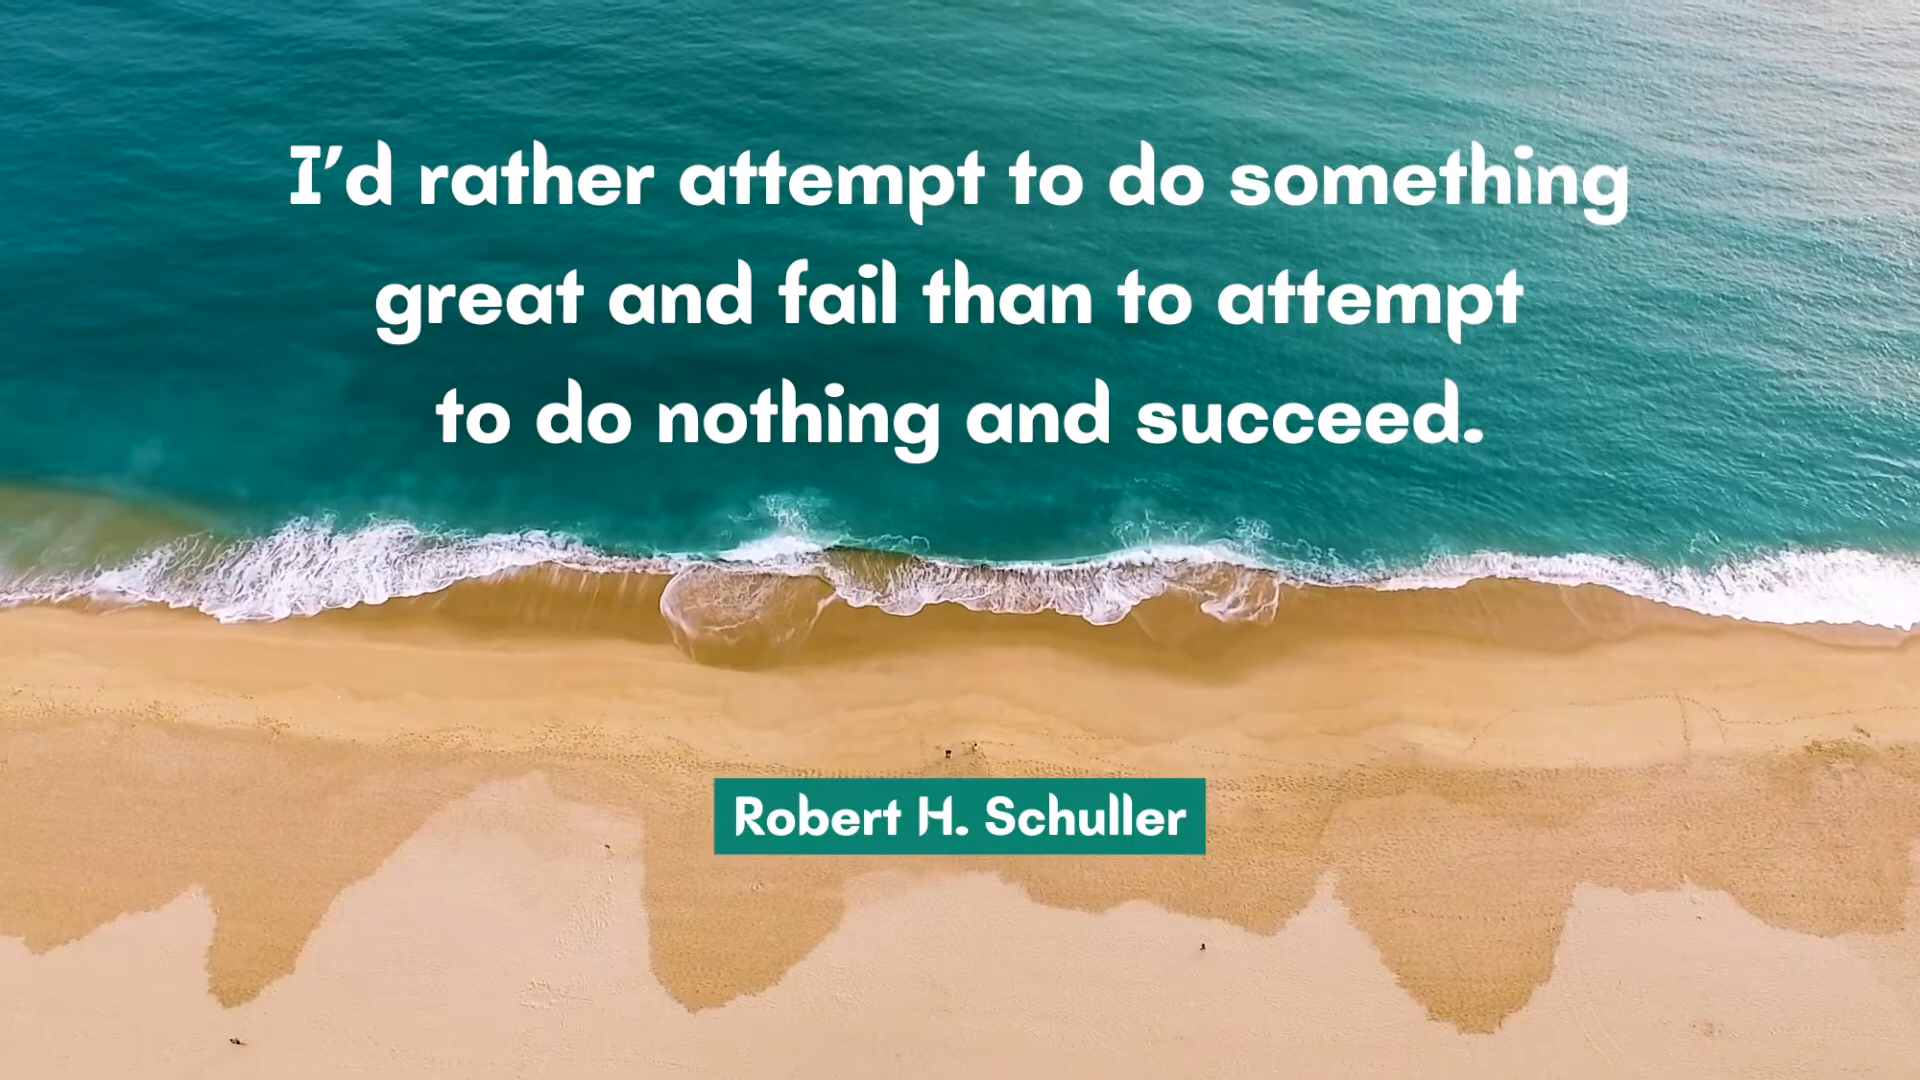 I’d rather attempt to do something
great and fail than to attempt
to do nothing and succeed.
Robert H. Schuller